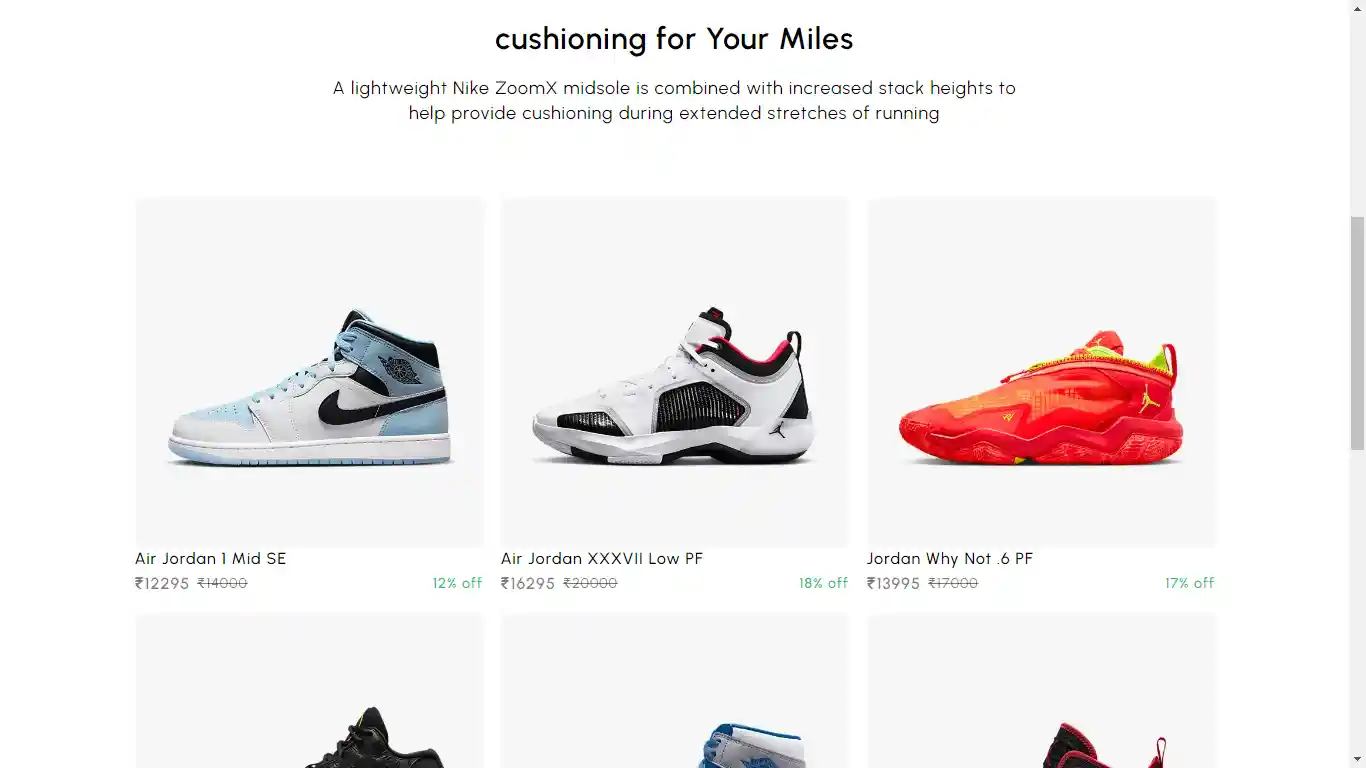 cushioning for Your Miles
A lightweight Nike ZoomX midsole is combined with increased stack heights to
help provide cushioning during extended stretches of running
Air Jordan 1 Mid SE
₹12295 ₹14000 12% off
Air Jordan XXXVII Low PF
₹16295 ₹20000 18% off
Jordan Why Not .6 PF
₹13995 ₹17000 17% off